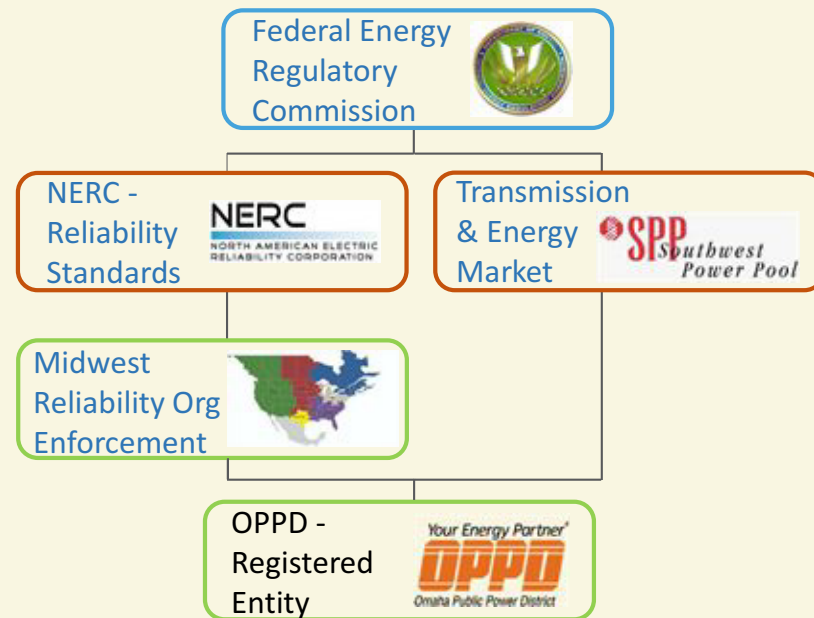 Federal Energy
Regulatory
Commission
NERC -
Reliability
Standards
NERC
NORTH AMERICAN ELECTRIC
RELIABILITY CORPORATION
Transmission
& Energy
Market
SPP
Southwest
Power Pool
Midwest
Reliability Org
Enforcement
OPPD -
Registered
Entity
Your Energy Partner®
OPPD
Omaha Public Power District